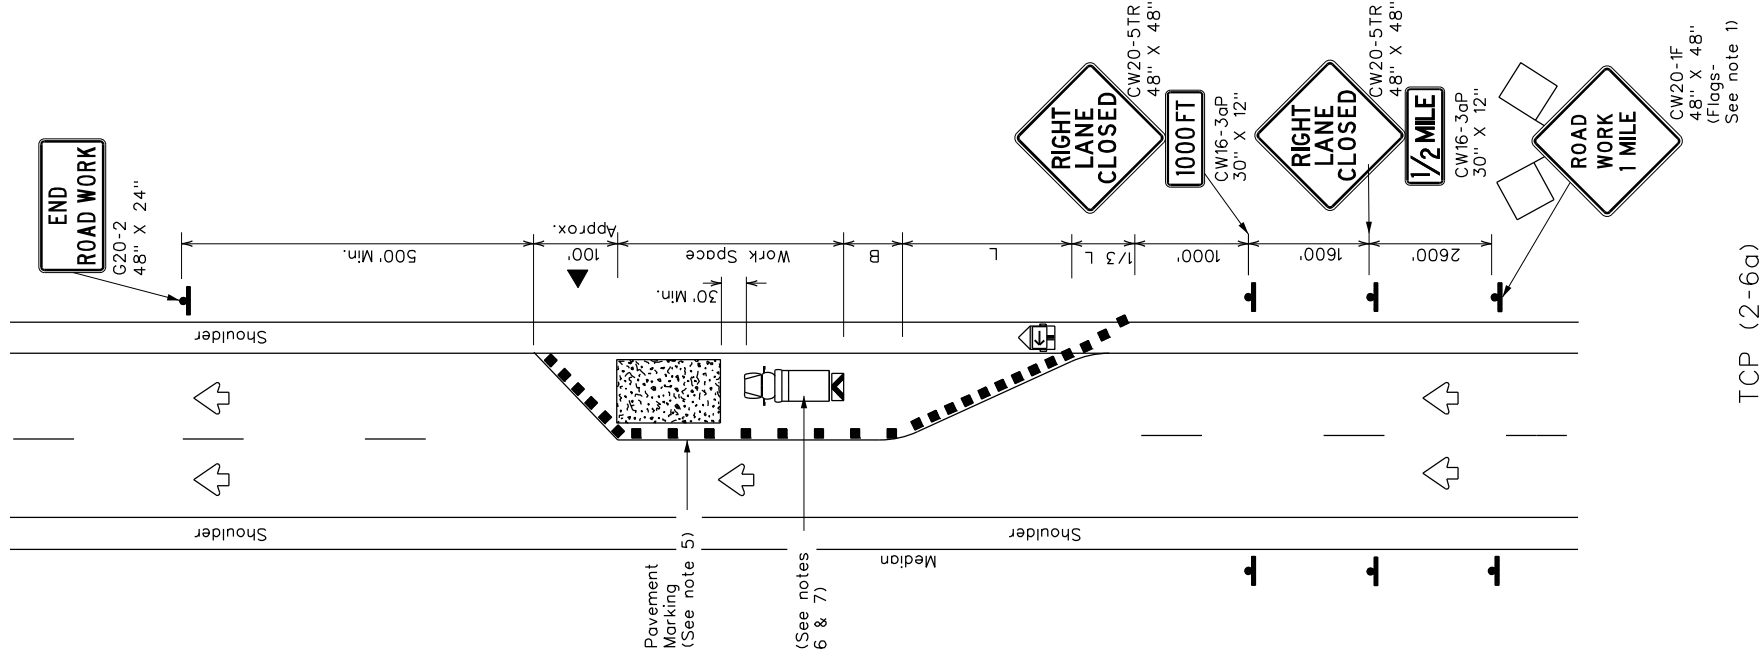 END
ROAD WORK
G20-2
48" X 24"
500' Min.
100'
Approx.
Work Space
30' Min.
B
L
1/3 L
1000'
1600'
2600'
RIGHT
LANE
CLOSED
CW20-5TR
48" X 48"
1000 FT
CW16-3aP
30" X 12"
RIGHT
LANE
CLOSED
CW20-5TR
48" X 48"
1/2 MILE
CW16-3aP
30" X 12"
ROAD
WORK
1 MILE
CW20-1F
48" X 48"
(Flags-
See note 1)
Shoulder
Shoulder
Shoulder
Median
Pavement
Marking
(See note 5)
(See notes
6 & 7)
TCP (2-6a)